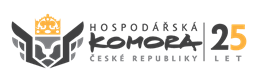 HOSPODÁŘSKÁ
KOMORA
ČESKÉ REPUBLIKY
25
LET